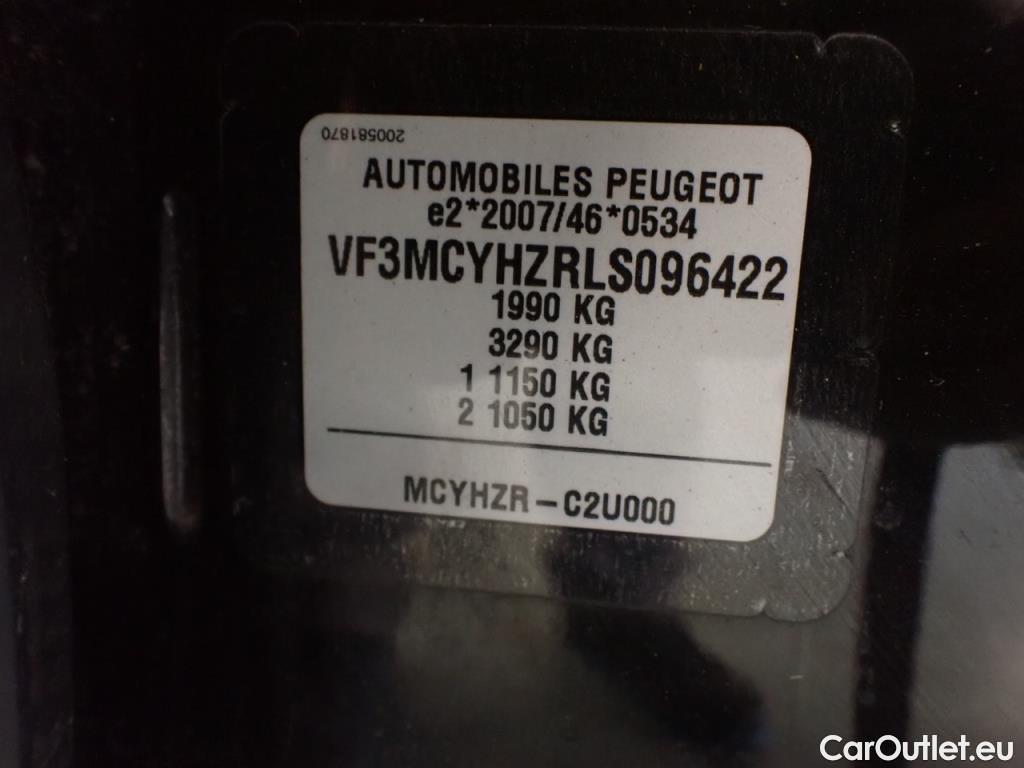 200581870
AUTOMOBILES PEUGEOT
e2*2007/46*0534
VF3MCYHZRLS096422
1990 KG
3290 KG
1 1150 KG
2 1050 KG
MCYHZR – C2U000
CarOutlet.eu